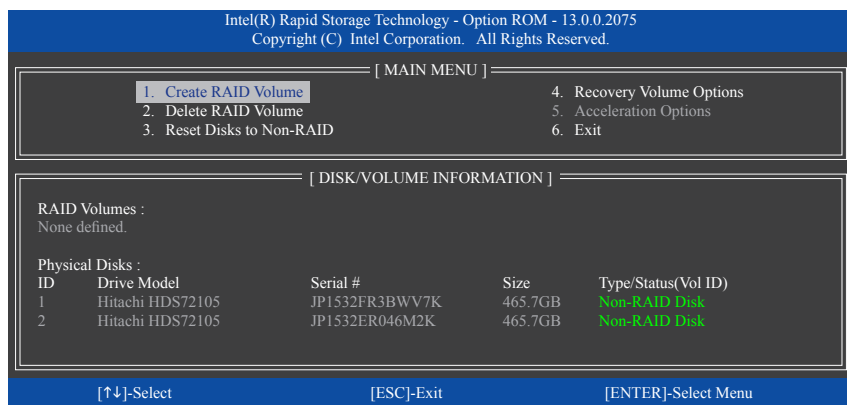 Intel(R) Rapid Storage Technology - Option ROM - 13.0.0.2075
Copyright (C) Intel Corporation. All Rights Reserved.
[ MAIN MENU ]
1. Create RAID Volume
2. Delete RAID Volume
3. Reset Disks to Non-RAID
4. Recovery Volume Options
5. Acceleration Options
6. Exit
[ DISK/VOLUME INFORMATION ]
RAID Volumes :
None defined.
Physical Disks :
ID Drive Model Serial # Size Type/Status(Vol ID)
1 Hitachi HDS72105 JP1532FR3BWV7K 465.7GB Non-RAID Disk
2 Hitachi HDS72105 JP1532ER046M2K 465.7GB Non-RAID Disk
[↑↓]-Select [ESC]-Exit [ENTER]-Select Menu